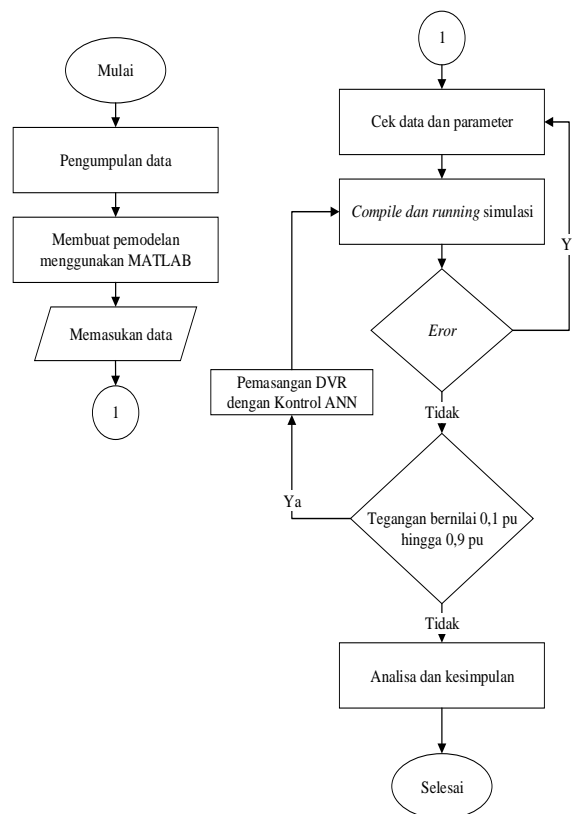 Mulai
Pengumpulan data
Membuat pemodelan
menggunakan MATLAB
Memasukan data
1
1
Cek data dan parameter
Compile dan running simulasi
Y
Eror
Tidak
Pemasangan DVR
dengan Kontrol ANN
Ya
Tegangan bernilai 0,1 pu
hingga 0,9 pu
Tidak
Analisa dan kesimpulan
Selesai